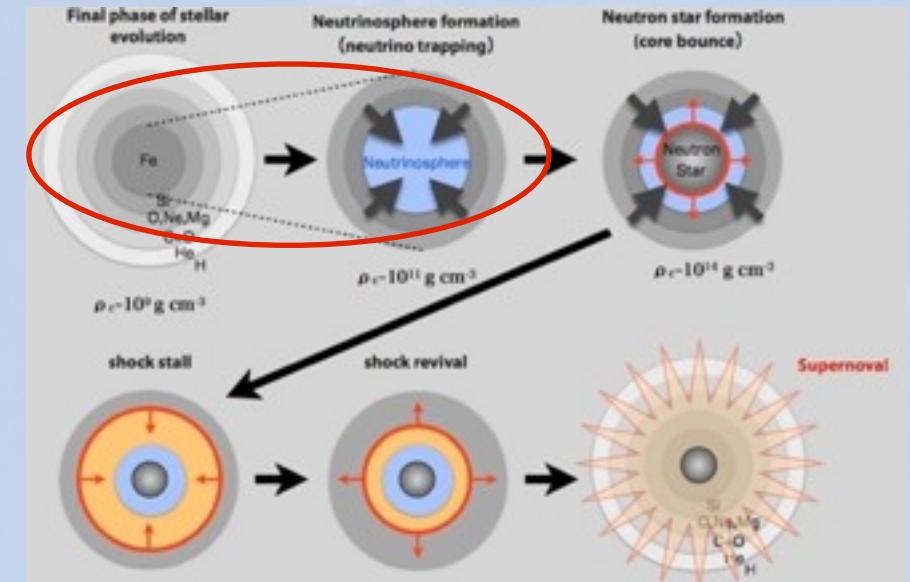 Final phase of stellar
evolution
Neutrinosphere formation
(neutrino trapping)
Neutron star formation
(core bounce)
Fe
Si
O,Ne,Mg
C+O
He
H
Neutrinosphere
Neutron
Star
ρc~10⁹ g cm⁻³
ρc~10¹¹ g cm⁻³
ρc~10¹⁴ g cm⁻³
shock stall
shock revival
Supernova!
Si
O,Ne,Mg
C+O
He
H